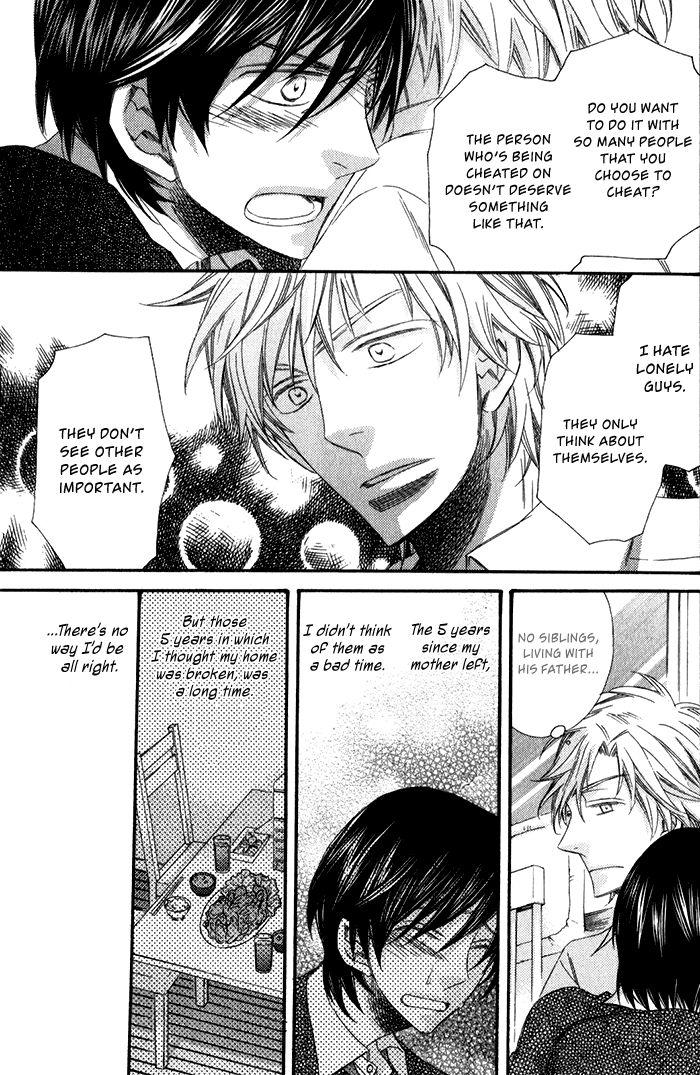 DO YOU WANT
TO DO IT WITH
SO MANY PEOPLE
THAT YOU
CHOOSE TO
CHEAT?
THE PERSON
WHO'S BEING
CHEATED ON
DOESN'T DESERVE
SOMETHING
LIKE THAT.
I HATE
LONELY
GUYS.
THEY ONLY
THINK ABOUT
THEMSELVES.
THEY DON'T
SEE OTHER
PEOPLE AS
IMPORTANT.
NO SIBLINGS,
LIVING WITH
HIS FATHER...
The 5 years
since my
mother left,
I didn't think
of them as
a bad time.
But those
5 years in which
I thought my home
was broken, was
a long time.
...There's no
way I'd be
all right.